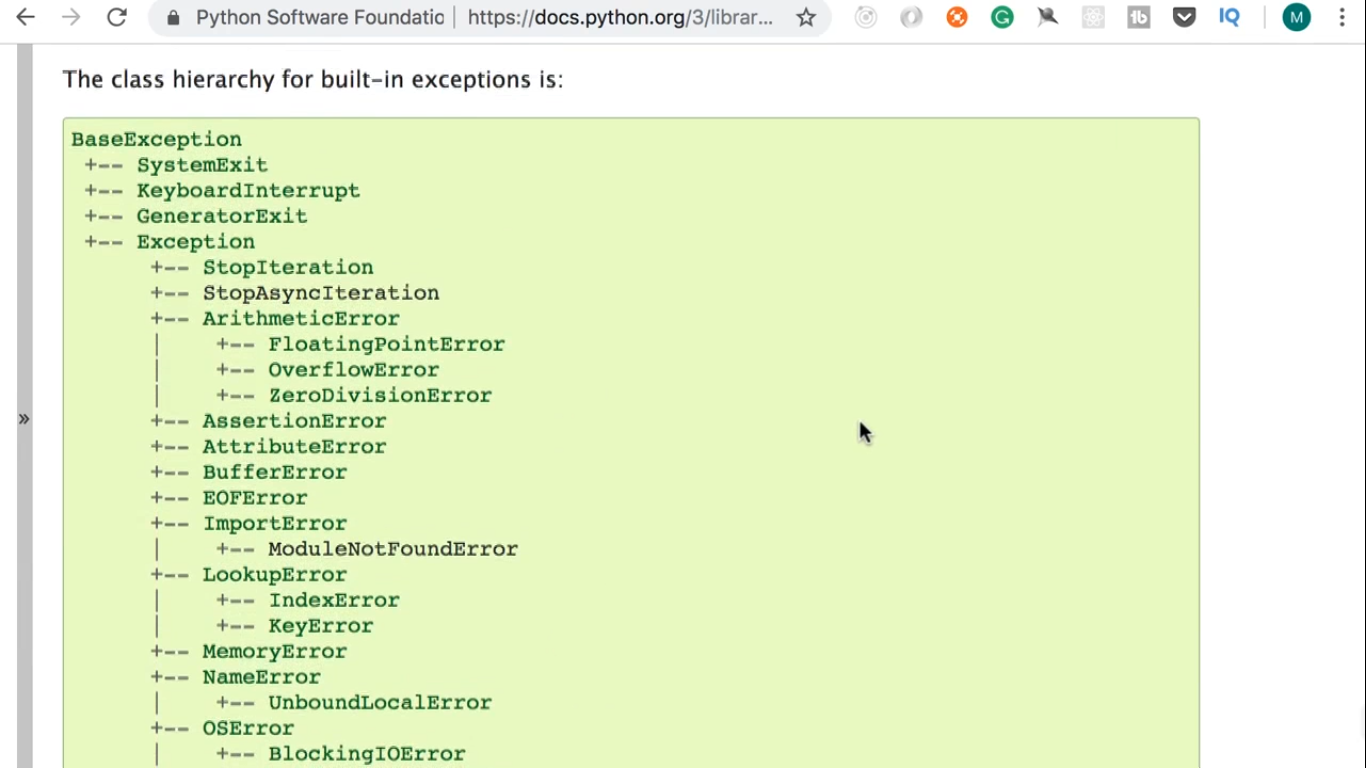 Python Software Foundatio | https://docs.python.org/3/librar...
M
The class hierarchy for built-in exceptions is:
BaseException
 +-- SystemExit
 +-- KeyboardInterrupt
 +-- GeneratorExit
 +-- Exception
      +-- StopIteration
      +-- StopAsyncIteration
      +-- ArithmeticError
      |    +-- FloatingPointError
      |    +-- OverflowError
      |    +-- ZeroDivisionError
      +-- AssertionError
      +-- AttributeError
      +-- BufferError
      +-- EOFError
      +-- ImportError
      |    +-- ModuleNotFoundError
      +-- LookupError
      |    +-- IndexError
      |    +-- KeyError
      +-- MemoryError
      +-- NameError
      |    +-- UnboundLocalError
      +-- OSError
      |    +-- BlockingIOError
G
tb
IQ
»